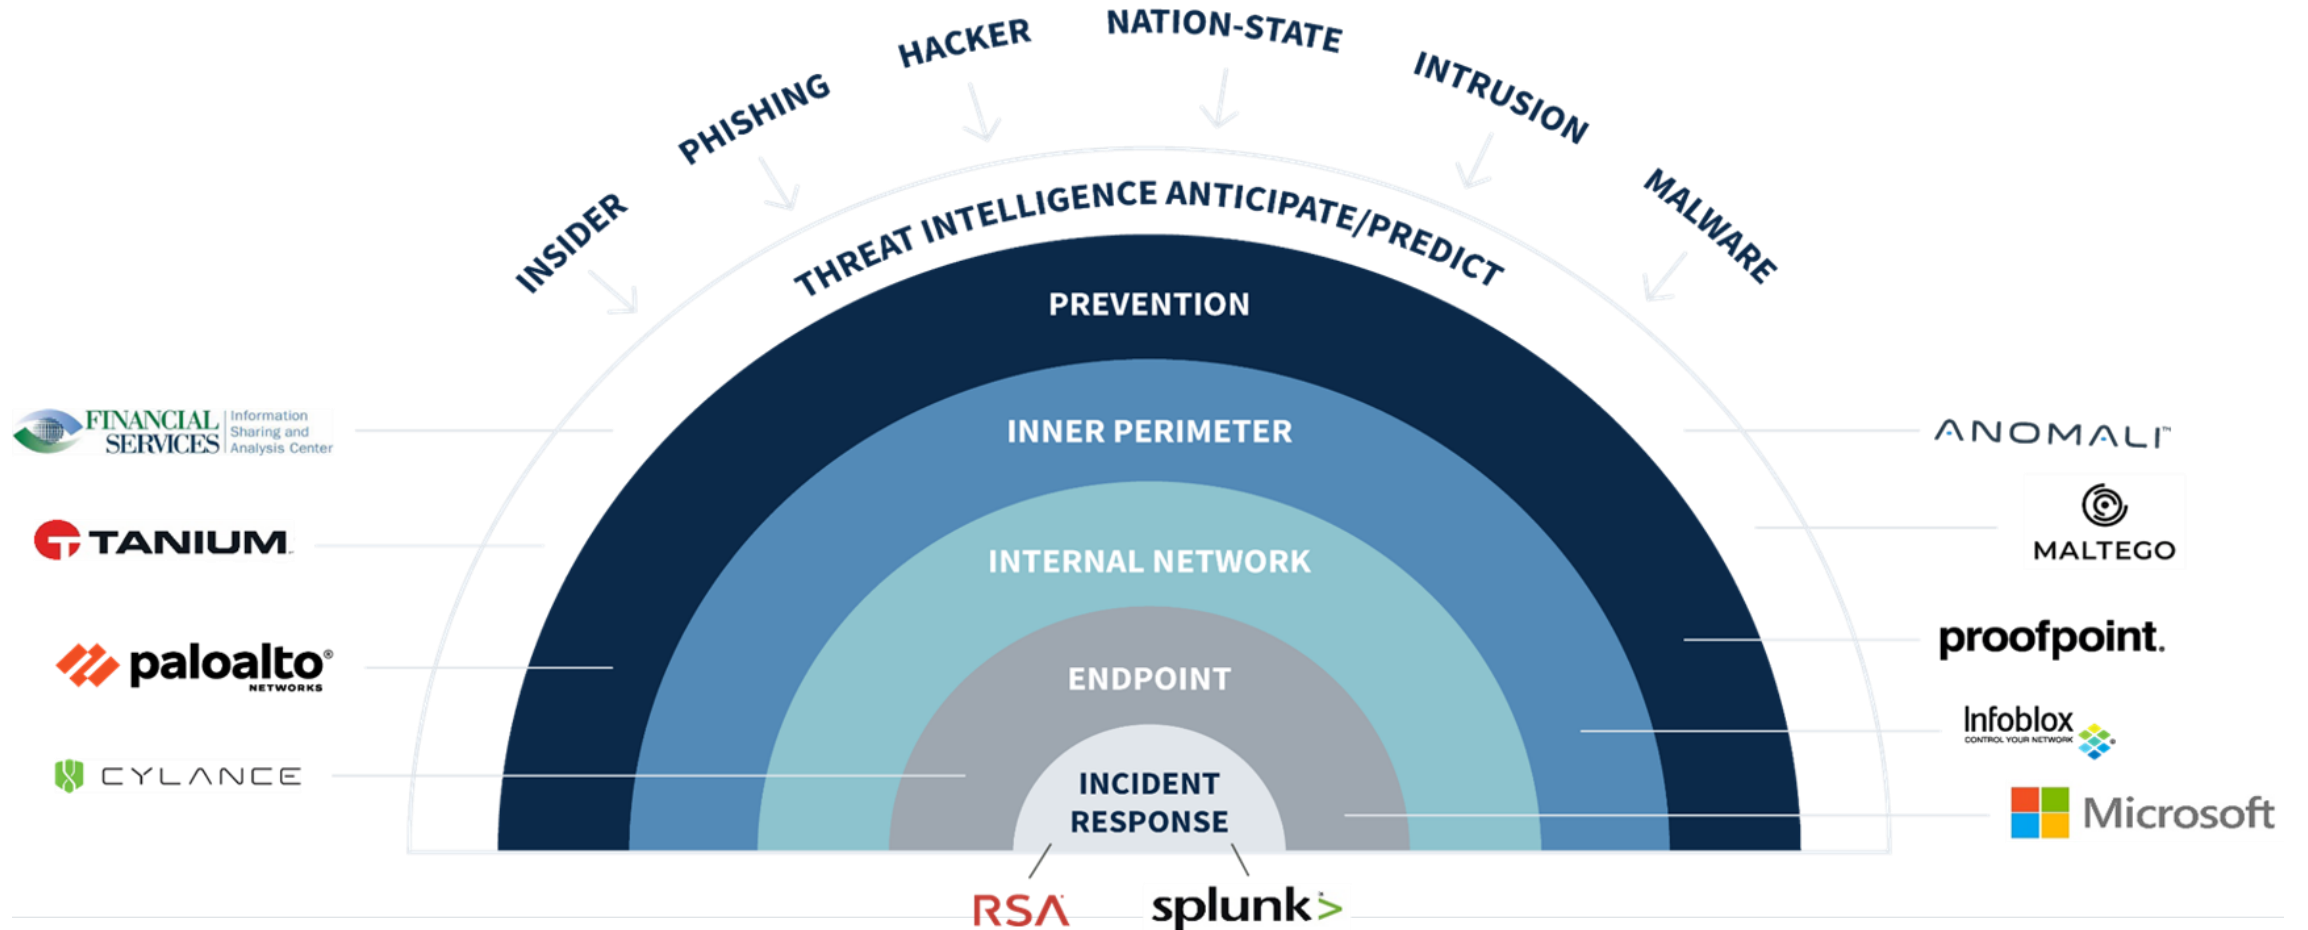 NATION-STATE
HACKER
INTRUSION
PHISHING
MALWARE
INSIDER
THREAT INTELLIGENCE ANTICIPATE/PREDICT
PREVENTION
INNER PERIMETER
INTERNAL NETWORK
ENDPOINT
INCIDENT
RESPONSE
FINANCIAL
SERVICES
Information
Sharing and
Analysis Center
TANIUM
paloalto®
NETWORKS
CYLANCE
ANOMALI™
MALTEGO
proofpoint.
Infoblox
CONTROL YOUR NETWORK
Microsoft
RSA
splunk>